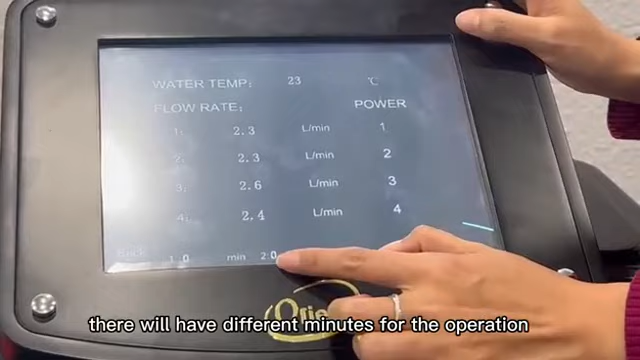 WATER TEMP: 23 ℃
FLOW RATE: POWER
1: 2.3 L/min 1
2: 2.3 L/min 2
3: 2.6 L/min 3
4: 2.4 L/min 4
Back 1:0 min 2:0
there will have different minutes for the operation